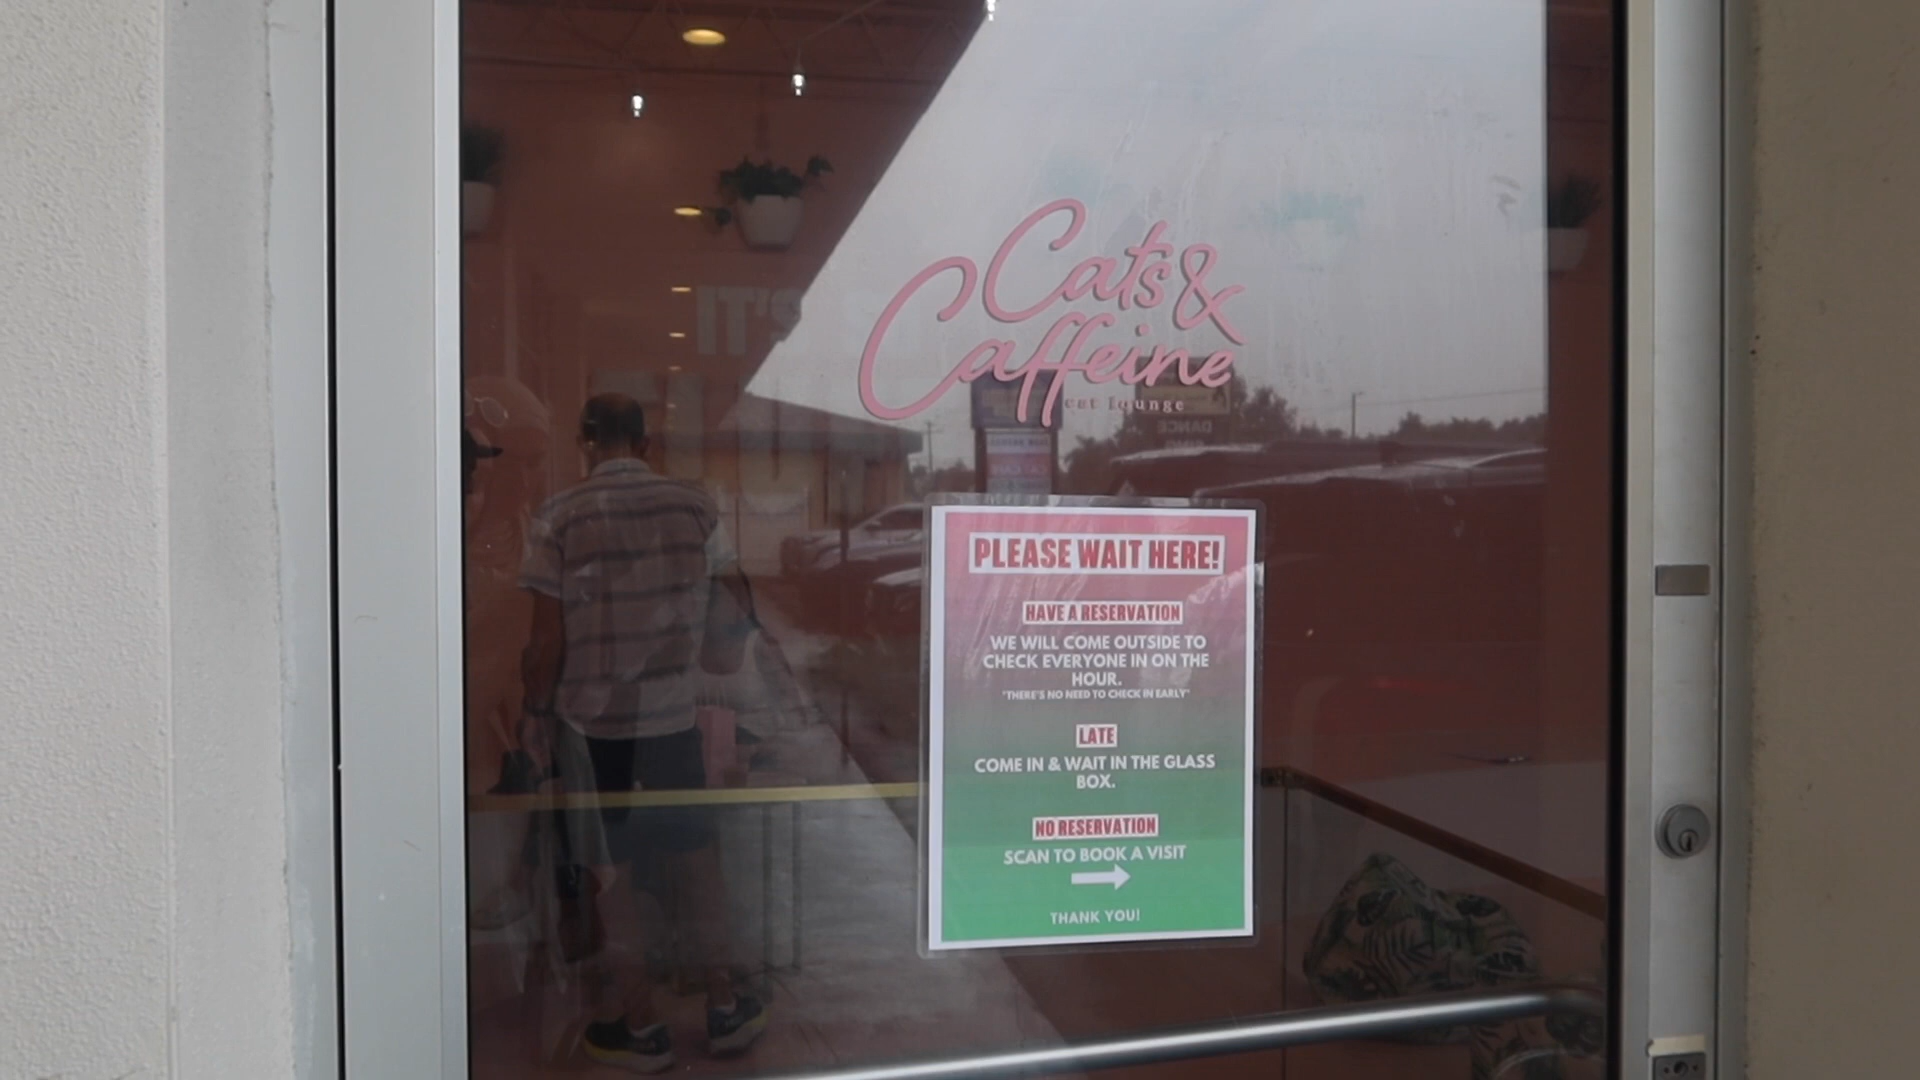 IT'S
Cats &
Caffeine
cat lounge
DANCE
PLEASE WAIT HERE!
HAVE A RESERVATION
WE WILL COME OUTSIDE TO
CHECK EVERYONE IN ON THE
HOUR.
"THERE'S NO NEED TO CHECK IN EARLY"
LATE
COME IN & WAIT IN THE GLASS
BOX.
NO RESERVATION
SCAN TO BOOK A VISIT
THANK YOU!